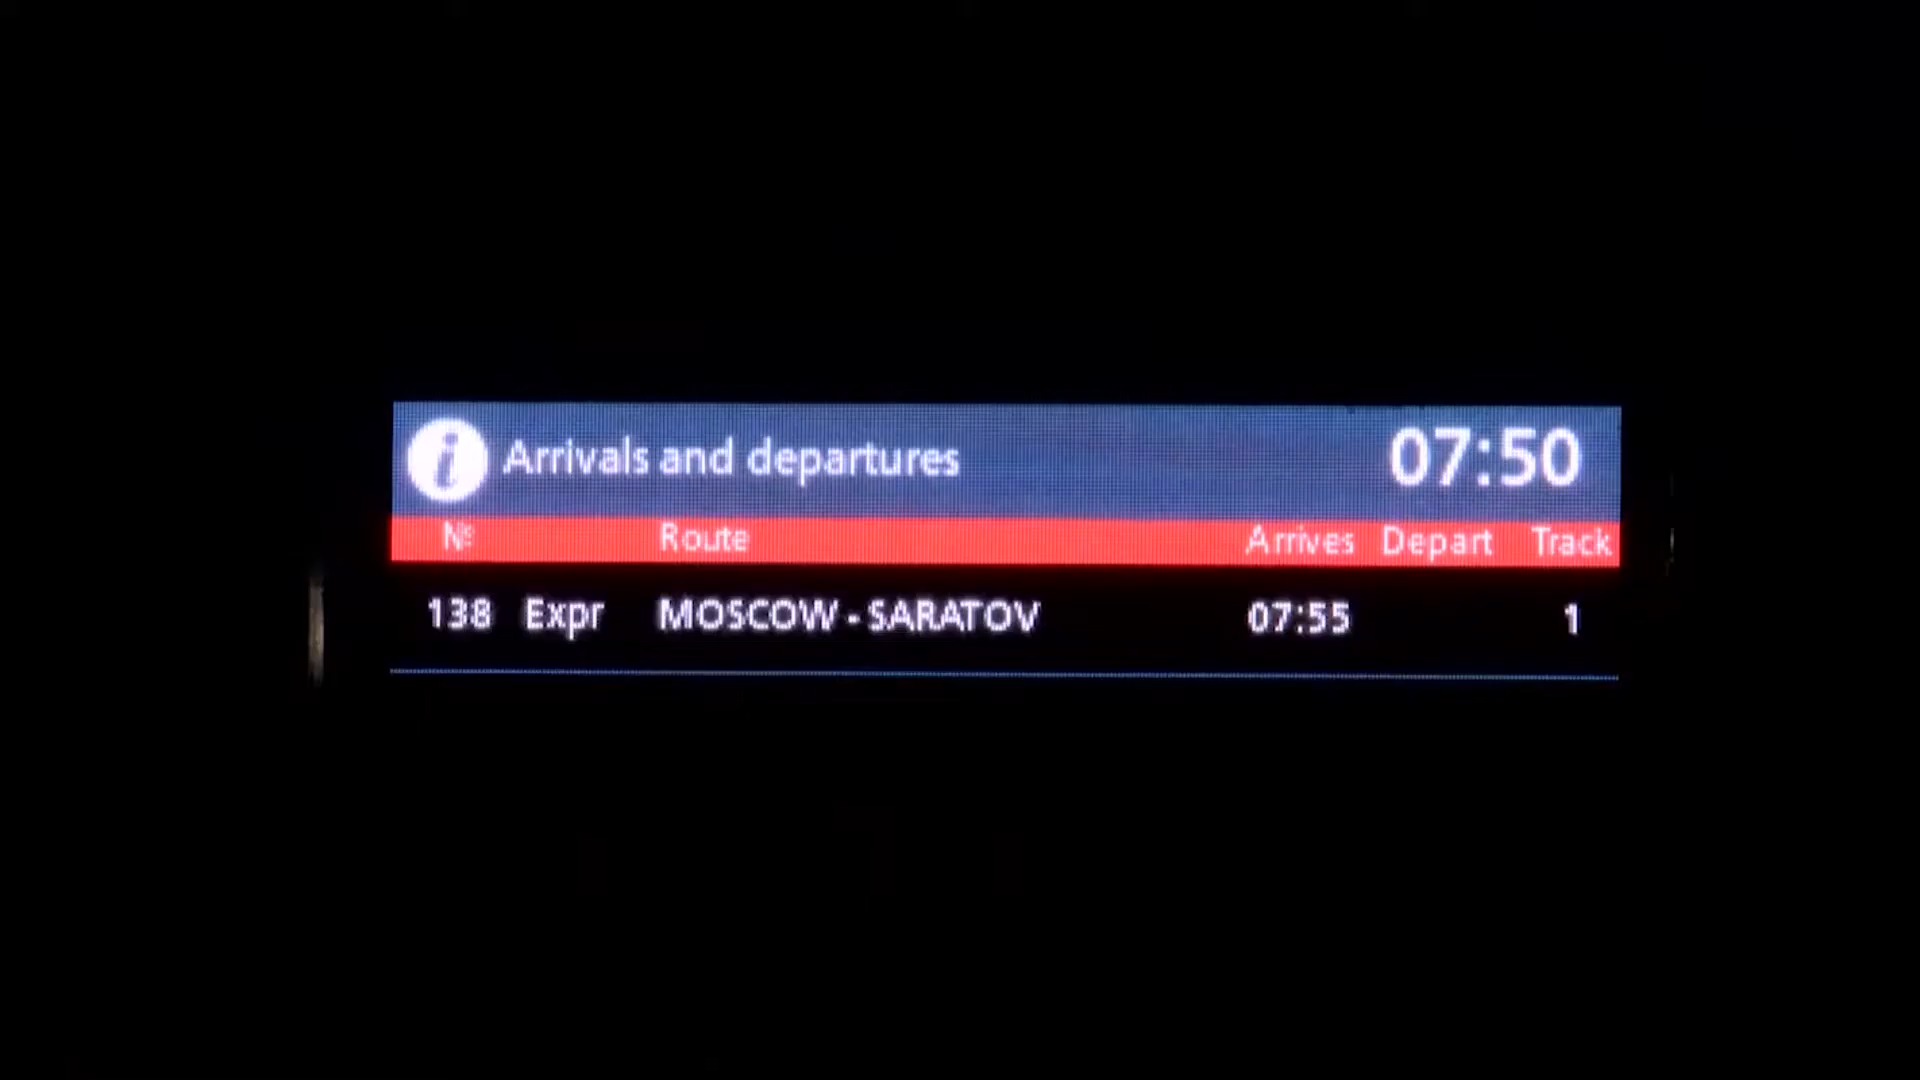 i Arrivals and departures 07:50
№ Route Arrives Depart Track
138 Expr MOSCOW - SARATOV 07:55 1